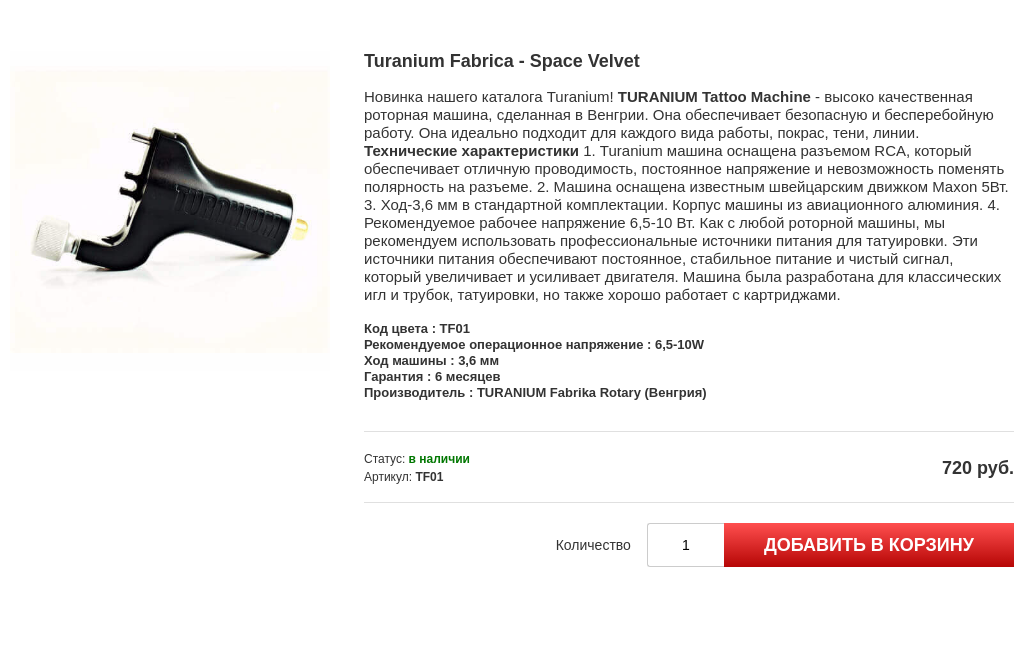 Turanium Fabrica - Space Velvet
Новинка нашего каталога Turanium! TURANIUM Tattoo Machine - высоко качественная
роторная машина, сделанная в Венгрии. Она обеспечивает безопасную и бесперебойную
работу. Она идеально подходит для каждого вида работы, покрас, тени, линии.
Технические характеристики 1. Turanium машина оснащена разъемом RCA, который
обеспечивает отличную проводимость, постоянное напряжение и невозможность поменять
полярность на разъеме. 2. Машина оснащена известным швейцарским движком Maxon 5Вт.
3. Ход-3,6 мм в стандартной комплектации. Корпус машины из авиационного алюминия. 4.
Рекомендуемое рабочее напряжение 6,5-10 Вт. Как с любой роторной машины, мы
рекомендуем использовать профессиональные источники питания для татуировки. Эти
источники питания обеспечивают постоянное, стабильное питание и чистый сигнал,
который увеличивает и усиливает двигателя. Машина была разработана для классических
игл и трубок, татуировки, но также хорошо работает с картриджами.
TURANIUM
Код цвета : TF01
Рекомендуемое операционное напряжение : 6,5-10W
Ход машины : 3,6 мм
Гарантия : 6 месяцев
Производитель : TURANIUM Fabrika Rotary (Венгрия)
Статус: в наличии
Артикул: TF01
720 руб.
Количество
1
ДОБАВИТЬ В КОРЗИНУ